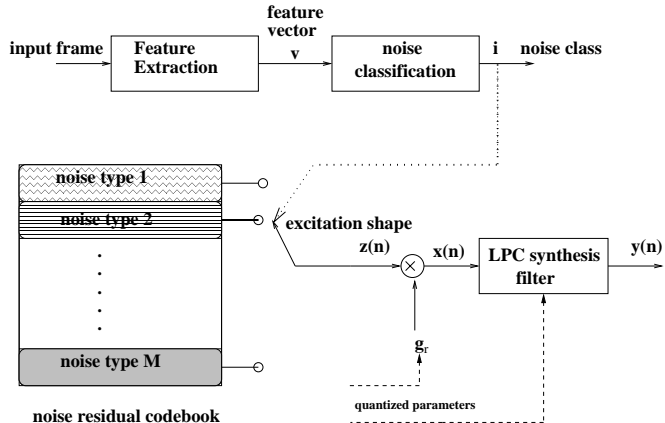 feature
vector
input frame
Feature
Extraction
v
noise
classification
i
noise class
noise type 1
noise type 2
excitation shape
z(n)
x(n)
LPC synthesis
filter
y(n)
×
g_r
noise type M
quantized parameters
noise residual codebook